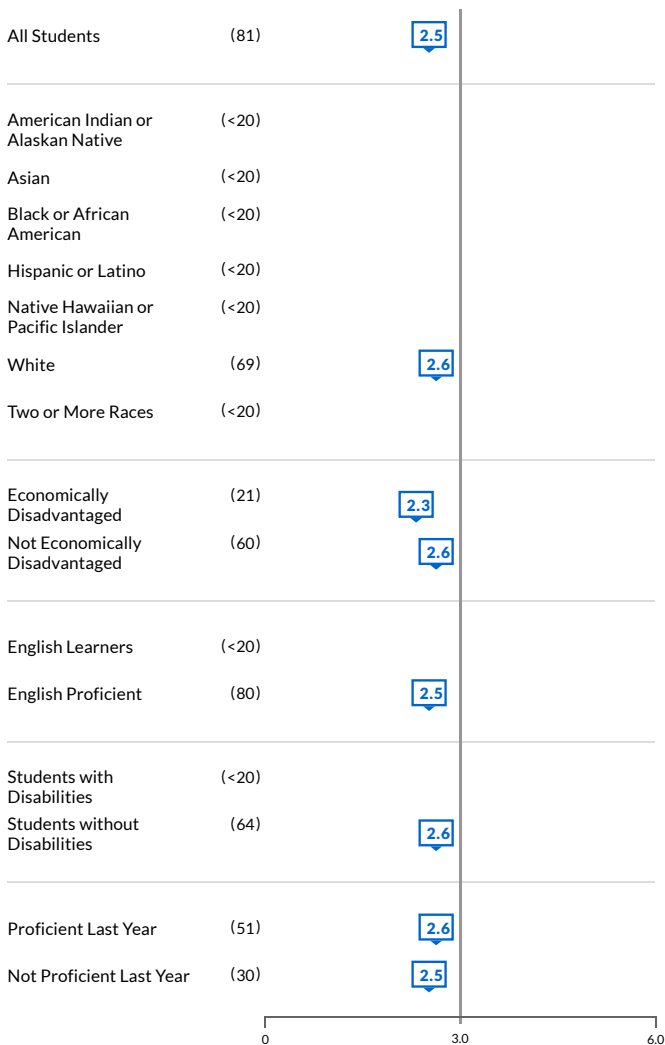 All Students (81) 2.5
American Indian or (<20)
Alaskan Native
Asian (<20)
Black or African (<20)
American
Hispanic or Latino (<20)
Native Hawaiian or (<20)
Pacific Islander
White (69) 2.6
Two or More Races (<20)
Economically (21) 2.3
Disadvantaged
Not Economically (60) 2.6
Disadvantaged
English Learners (<20)
English Proficient (80) 2.5
Students with (<20)
Disabilities
Students without (64) 2.6
Disabilities
Proficient Last Year (51) 2.6
Not Proficient Last Year (30) 2.5
0 3.0 6.0